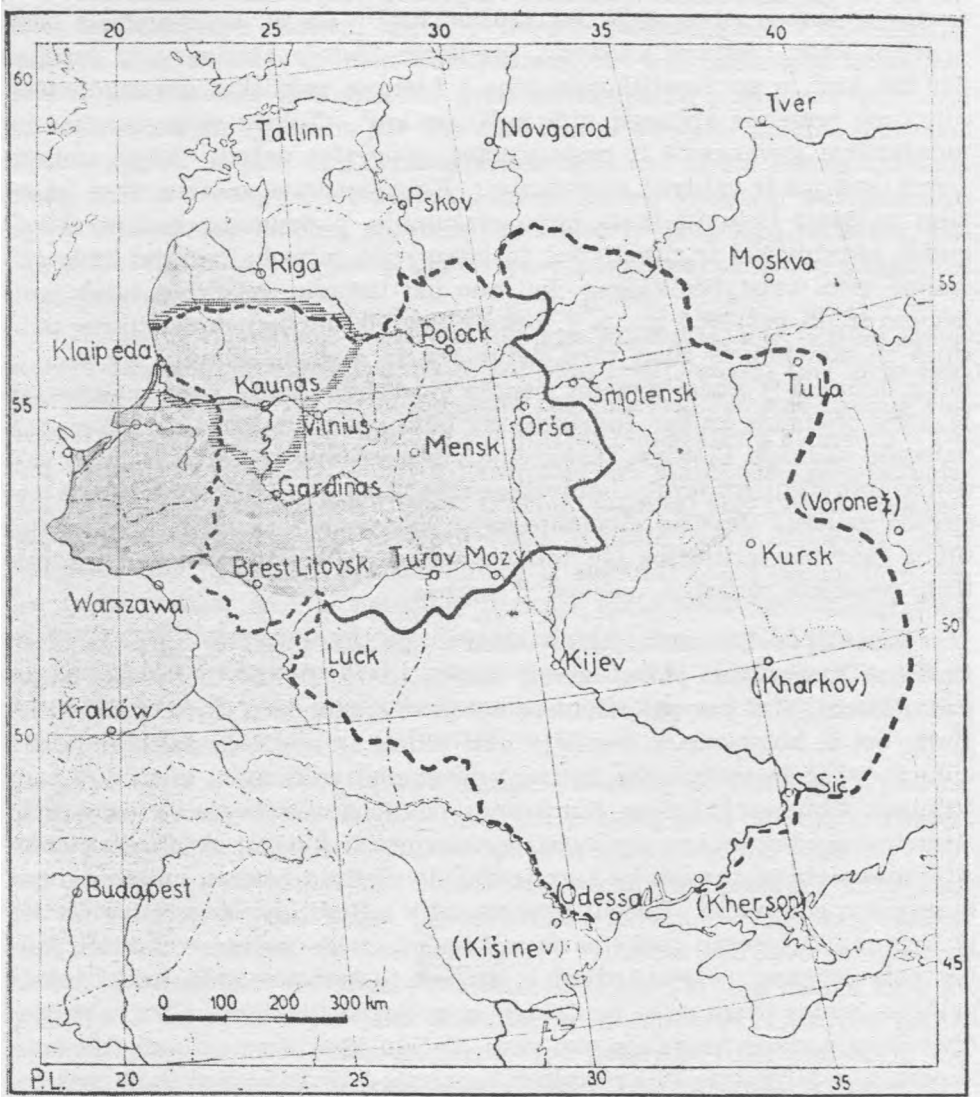 20 25 30 35 40
60
Tallinn
Novgorod
Tver
Pskov
Riga
Moskva
55
Klaipeda
Polock
Kaunas
Smolensk
Tula
55
Vilnius
Orša
Mensk
Gardinas
(Voronež)
Brest Litovsk
Turov
Mozy
Kursk
Warszawa
50
Luck
Kijev
(Kharkov)
Kraków
50
S. Sič
Budapest
(Odessa)
(Kherson)
(Kišinev)
45
0 100 200 300 km
P.L. 20 25 30 35